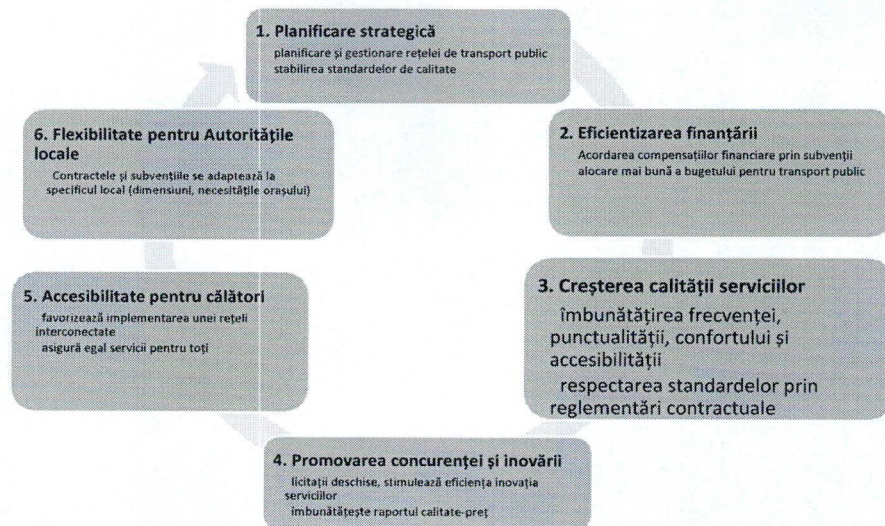 1. Planificare strategică
planificare și gestionare rețelei de transport public
stabilirea standardelor de calitate
2. Eficientizarea finanțării
Acordarea compensațiilor financiare prin subvenții
alocare mai bună a bugetului pentru transport public
3. Creșterea calității serviciilor
îmbunătățirea frecvenței,
punctualității, confortului și
accesibilității
respectarea standardelor prin
reglementări contractuale
4. Promovarea concurenței și inovării
licitații deschise, stimulează eficiența inovația
serviciilor
îmbunătățește raportul calitate-preț
5. Accesibilitate pentru călători
favorizează implementarea unei rețeli
interconectate
asigură egal servicii pentru toți
6. Flexibilitate pentru Autoritățile
locale
Contractele și subvențiile se adaptează la
specificul local (dimensiuni, necesitățile orașului)